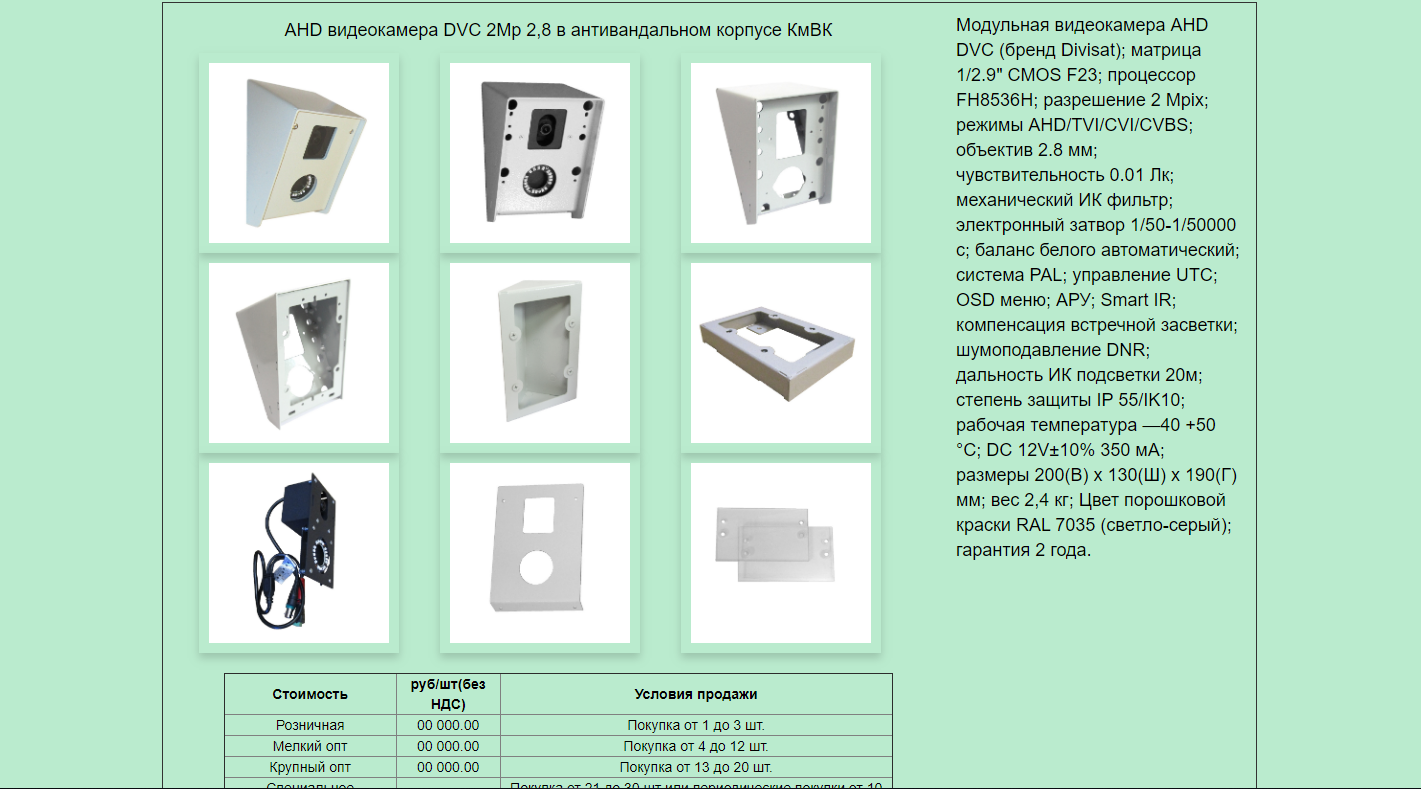 AHD видеокамера DVC 2Мр 2,8 в антивандальном корпусе КмВК
Модульная видеокамера AHD
DVC (бренд Divisat); матрица
1/2.9" CMOS F23; процессор
FH8536H; разрешение 2 Mpix;
режимы AHD/TVI/CVI/CVBS;
объектив 2.8 мм;
чувствительность 0.01 Лк;
механический ИК фильтр;
электронный затвор 1/50-1/50000
с; баланс белого автоматический;
система PAL; управление UTC;
OSD меню; АРУ; Smart IR;
компенсация встречной засветки;
шумоподавление DNR;
дальность ИК подсветки 20м;
степень защиты IP 55/IK10;
рабочая температура —40 +50
°C; DC 12V±10% 350 мА;
размеры 200(В) х 130(Ш) х 190(Г)
мм; вес 2,4 кг; Цвет порошковой
краски RAL 7035 (светло-серый);
гарантия 2 года.
Стоимость руб/шт(без НДС) Условия продажи
Розничная 00 000.00 Покупка от 1 до 3 шт.
Мелкий опт 00 000.00 Покупка от 4 до 12 шт.
Крупный опт 00 000.00 Покупка от 13 до 20 шт.
Специальное Покупка от 21 до 30 шт или периодические покупки от 10